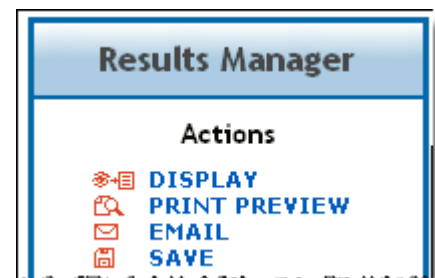 Results Manager
Actions
DISPLAY
PRINT PREVIEW
EMAIL
SAVE